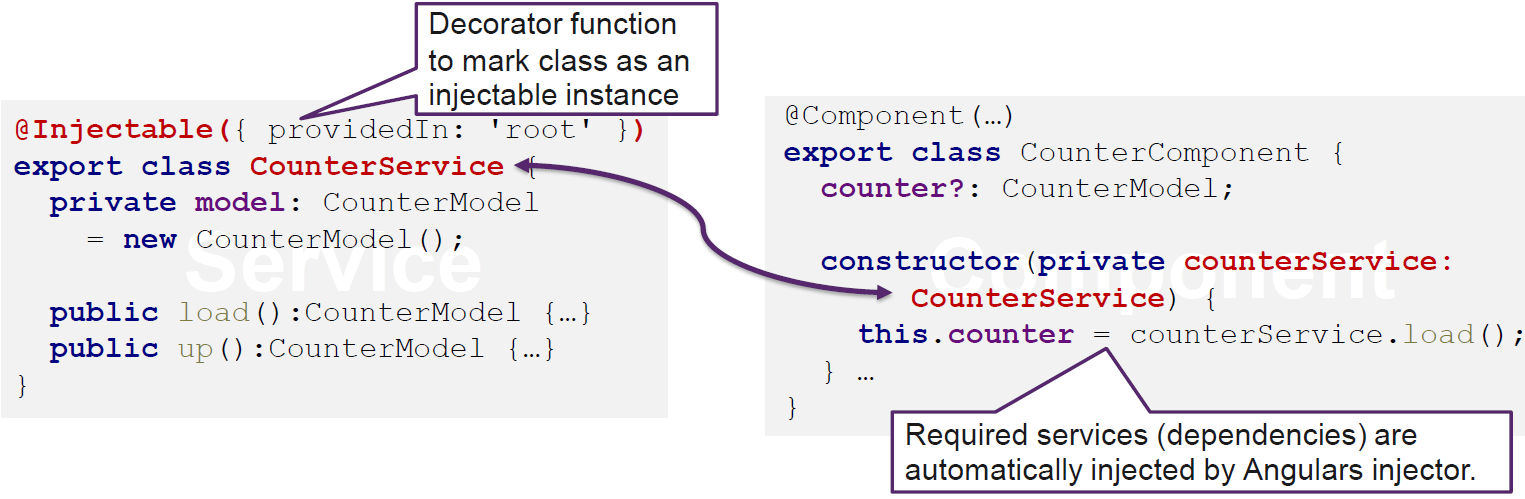 Decorator function
to mark class as an
injectable instance
@Injectable({ providedIn: 'root' })
export class CounterService {
private model: CounterModel
= new CounterModel();
Service
public load():CounterModel {…}
public up():CounterModel {…}
}
@Component(…)
export class CounterComponent {
counter?: CounterModel;
Component
constructor(private counterService:
CounterService) {
this.counter = counterService.load();
} …
}
Required services (dependencies) are
automatically injected by Angulars injector.